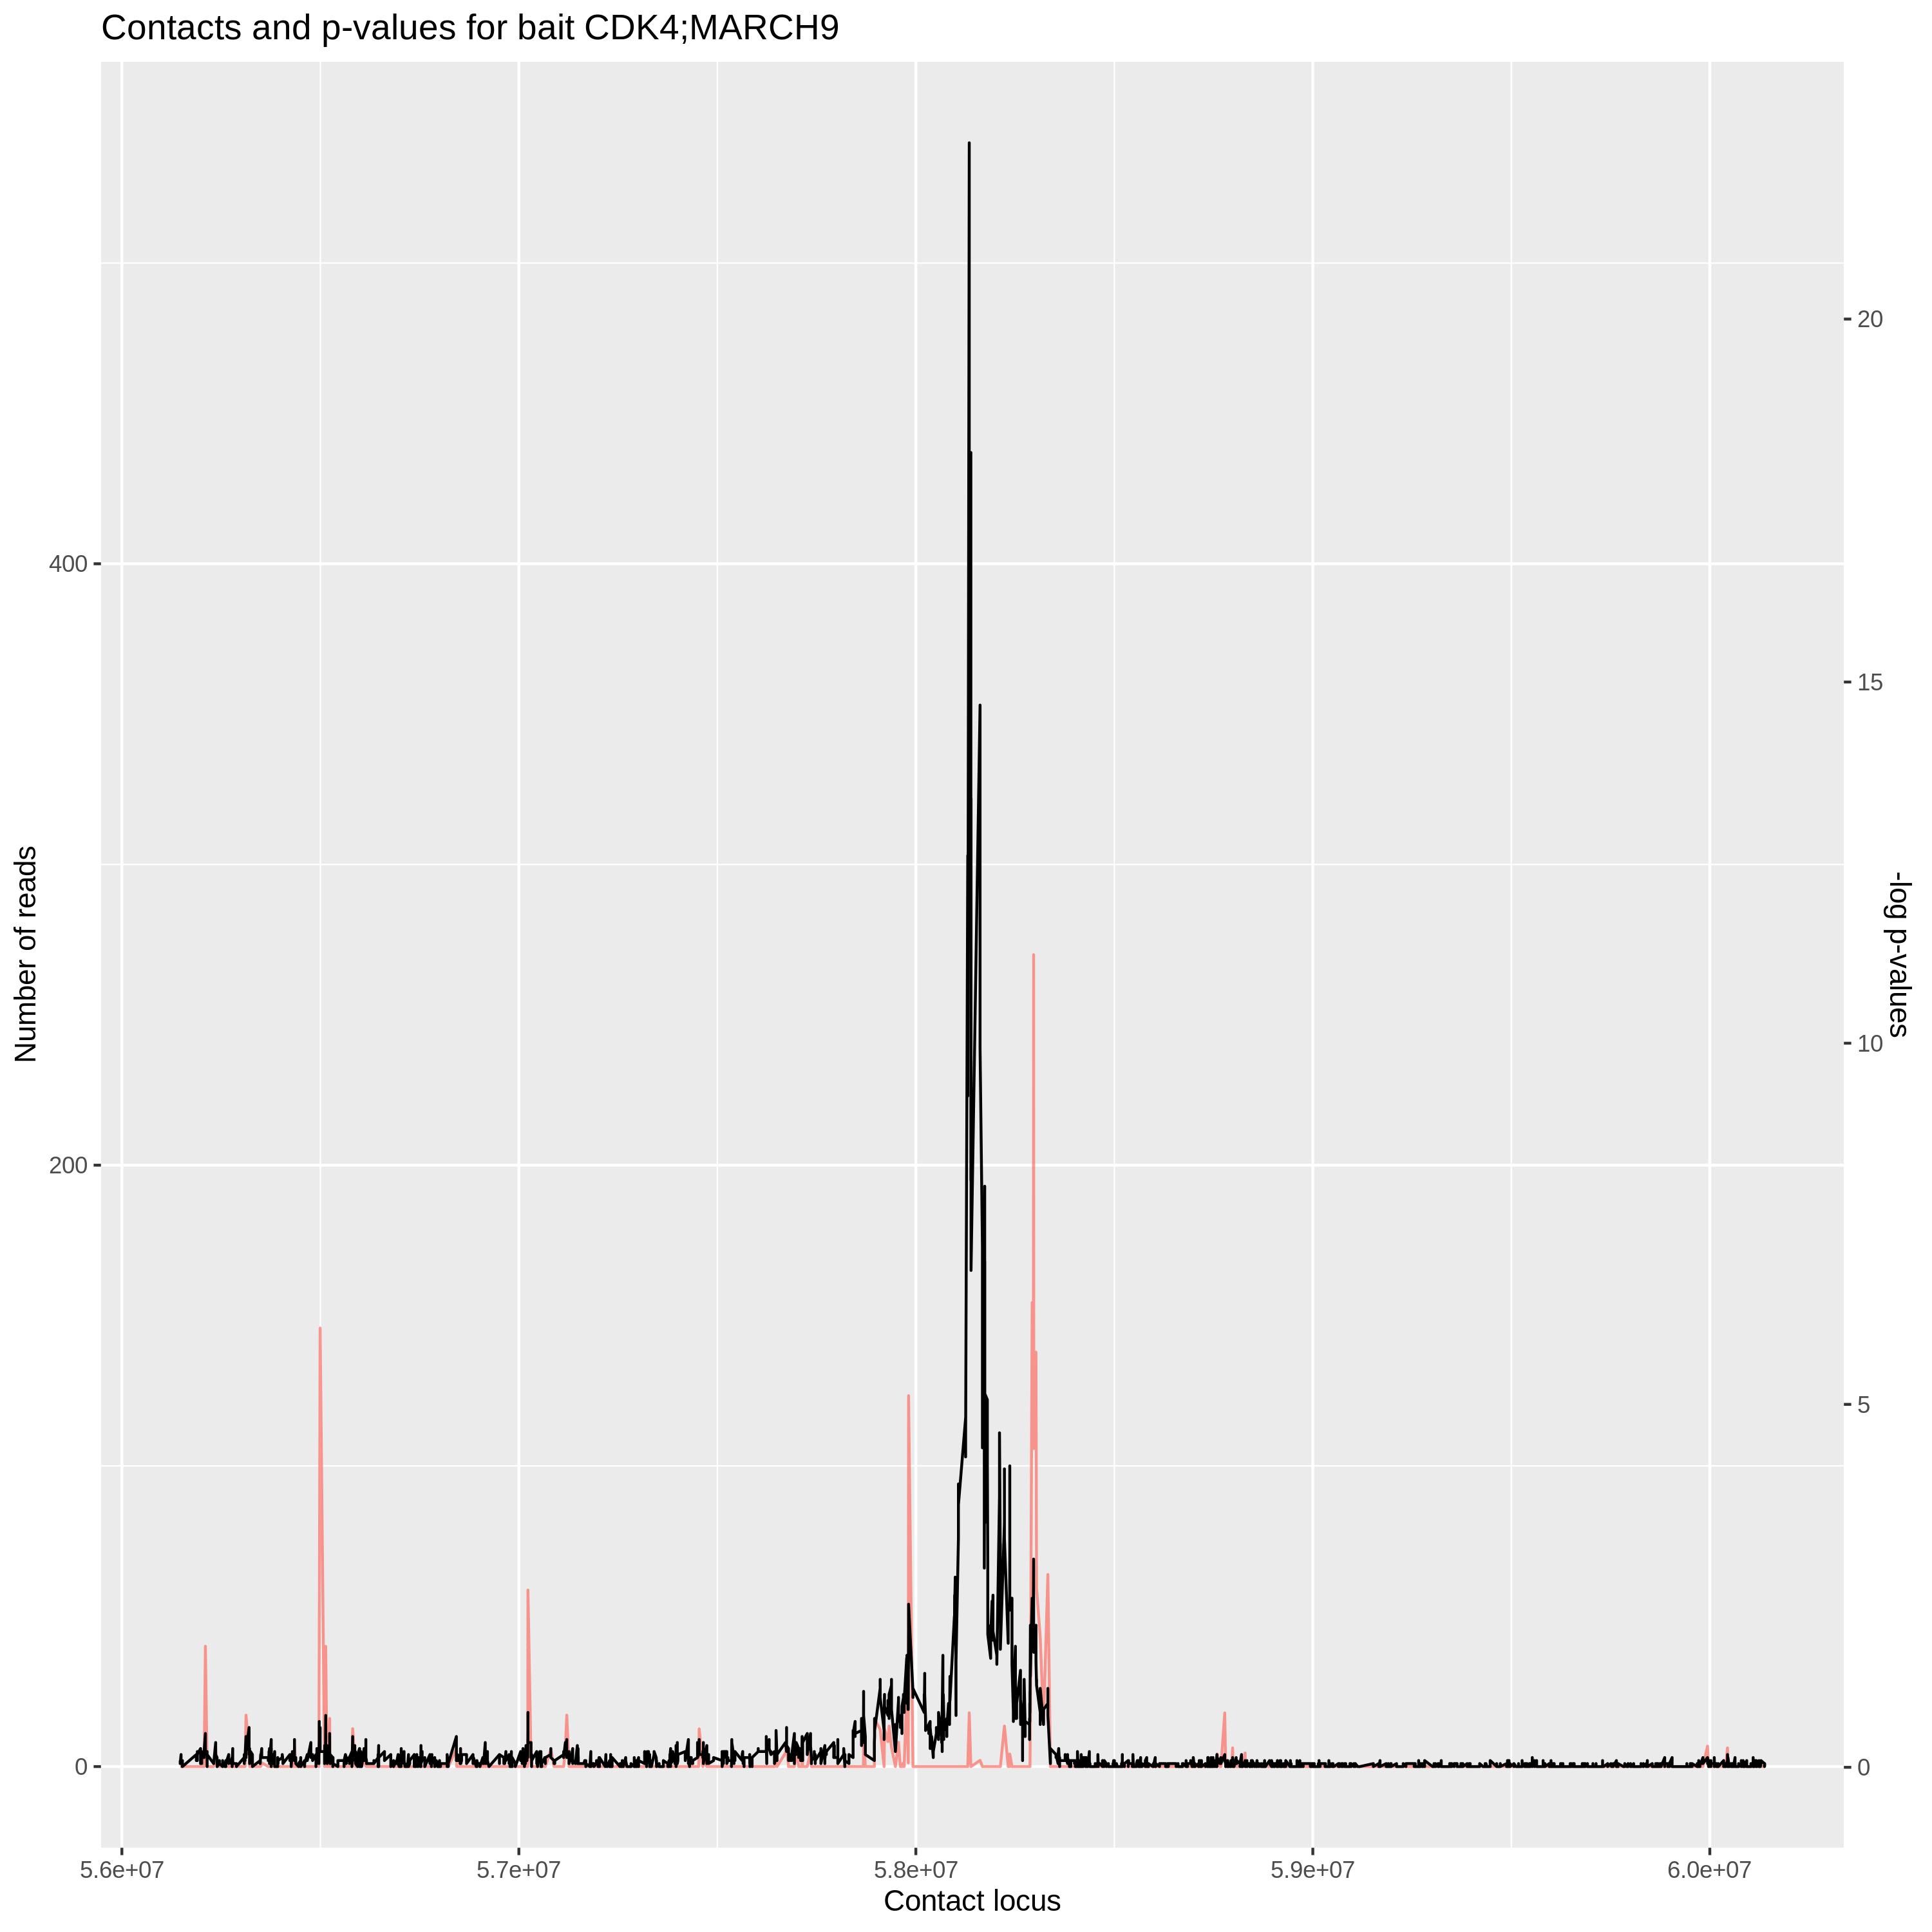 Contacts and p-values for bait CDK4;MARCH9
Number of reads
400
200
0
20
15
10
5
0
-log p-values
5.6e+07
5.7e+07
5.8e+07
5.9e+07
6.0e+07
Contact locus